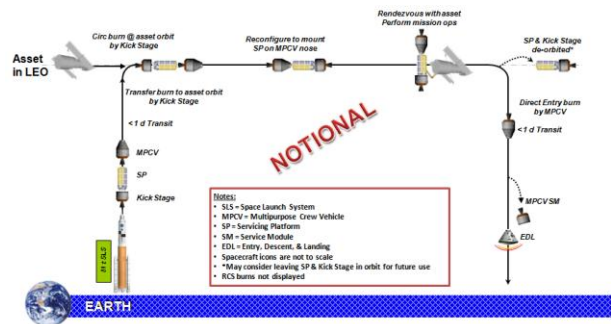 Asset
in LEO
Circ burn @ asset orbit
by Kick Stage
Reconfigure to mount
SP on MPCV nose
Rendezvous with asset
Perform mission ops
SP & Kick Stage
de-orbited*
Transfer burn to asset orbit
by Kick Stage
< 1 d Transit
MPCV
SP
Kick Stage
NOTIONAL
Direct Entry burn
by MPCV
< 1 d Transit
MPCV SM
EDL
Notes:
• SLS = Space Launch System
• MPCV = Multipurpose Crew Vehicle
• SP = Servicing Platform
• SM = Service Module
• EDL = Entry, Descent, & Landing
• Spacecraft icons are not to scale
• *May consider leaving SP & Kick Stage in orbit for future use
• RCS burns not displayed
t SLS
EARTH